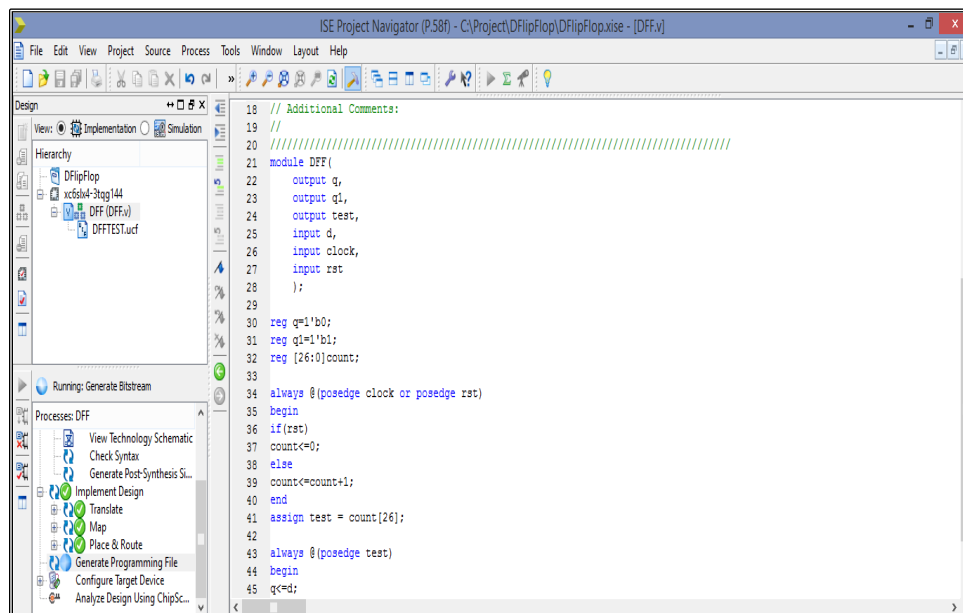 ISE Project Navigator (P.58f) - C:\Project\DFlipFlop\DFlipFlop.xise - [DFF.v]
File Edit View Project Source Process Tools Window Layout Help
Design
View: Implementation Simulation
Hierarchy
DFlipFlop
xc6slx4-3tqg144
DFF (DFF.v)
DFFTEST.ucf
Running: Generate Bitstream
Processes: DFF
View Technology Schematic
Check Syntax
Generate Post-Synthesis Si...
Implement Design
Translate
Map
Place & Route
Generate Programming File
Configure Target Device
Analyze Design Using ChipSc...
18 // Additional Comments:
19 //
20 //////////////////////////////////////////////////////////////////////////////////
21 module DFF(
22 output q,
23 output q1,
24 output test,
25 input d,
26 input clock,
27 input rst
28 );
29
30 reg q=1'b0;
31 reg q1=1'b1;
32 reg [26:0]count;
33
34 always @(posedge clock or posedge rst)
35 begin
36 if(rst)
37 count<=0;
38 else
39 count<=count+1;
40 end
41 assign test = count[26];
42
43 always @(posedge test)
44 begin
45 q<=d;